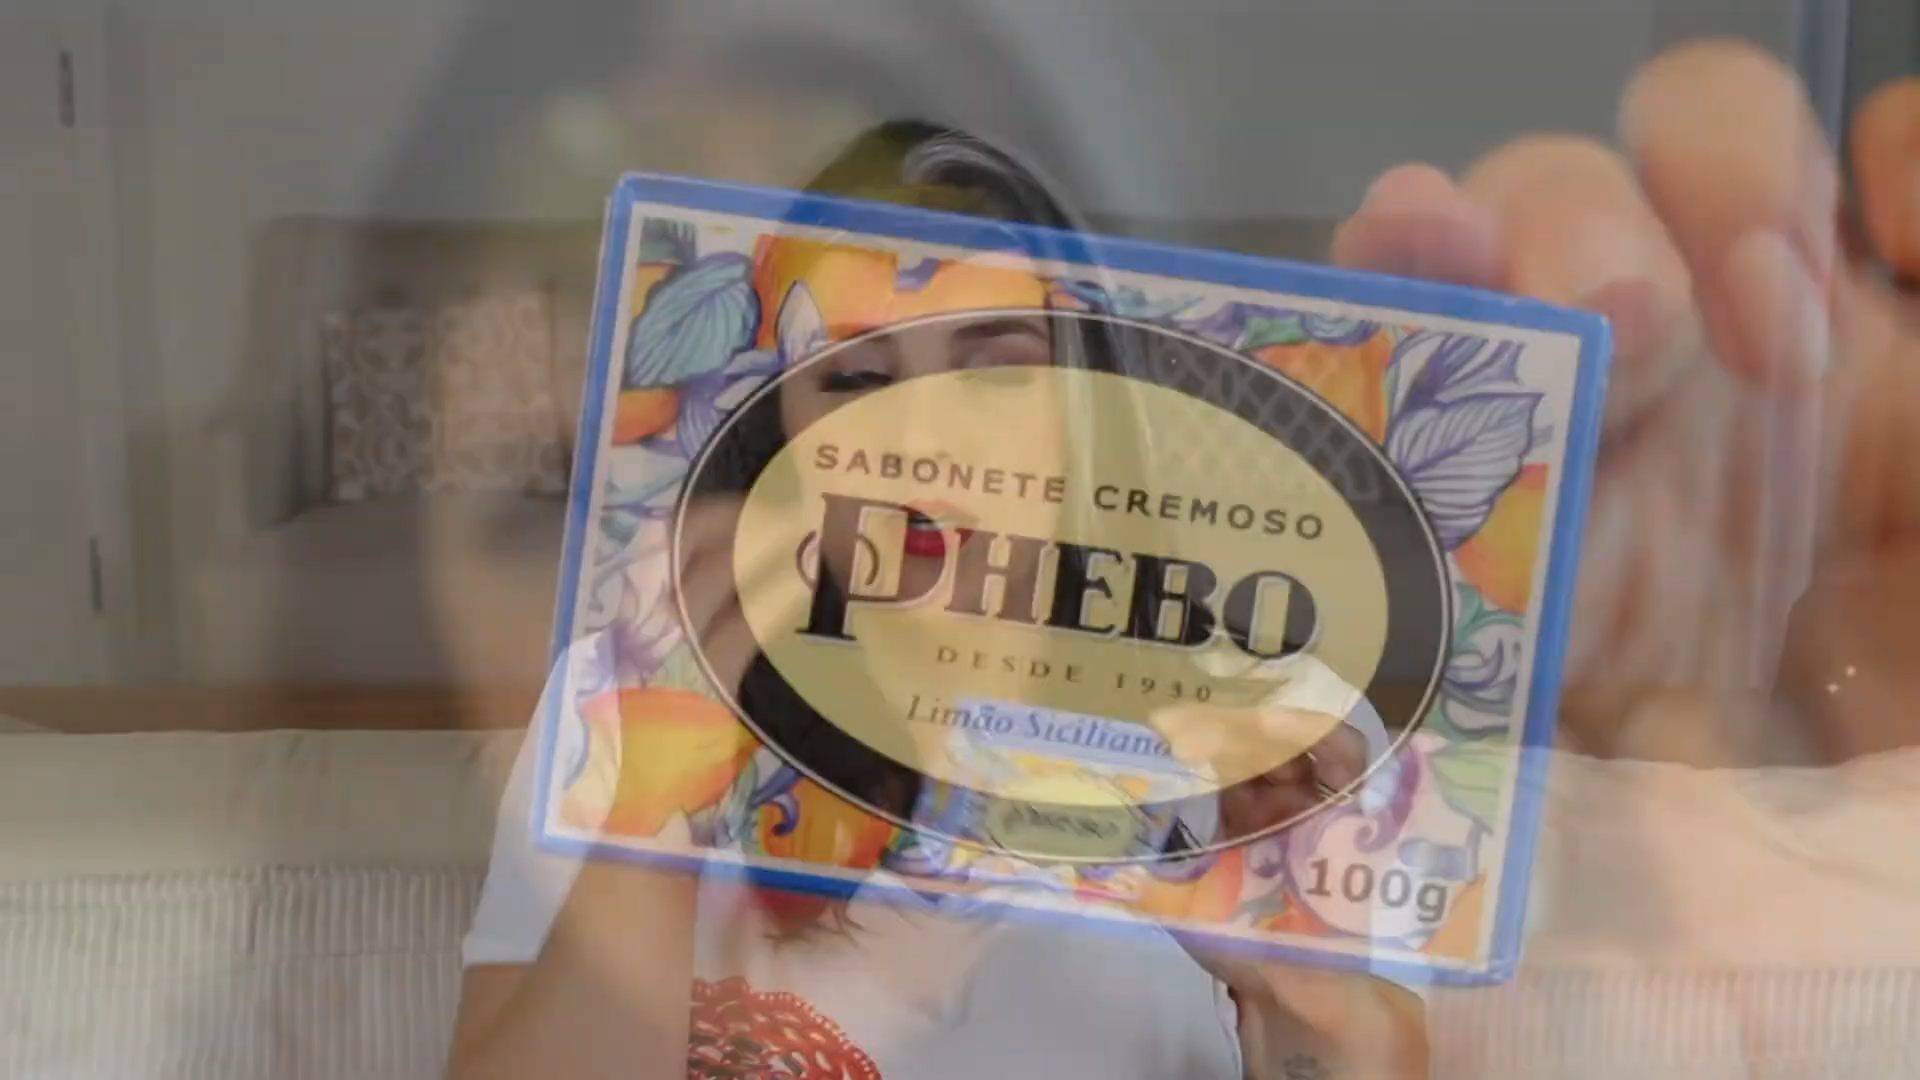 SABONETE CREMOSO
PHEBO
DESDE 1930
Limão Siciliano
100g